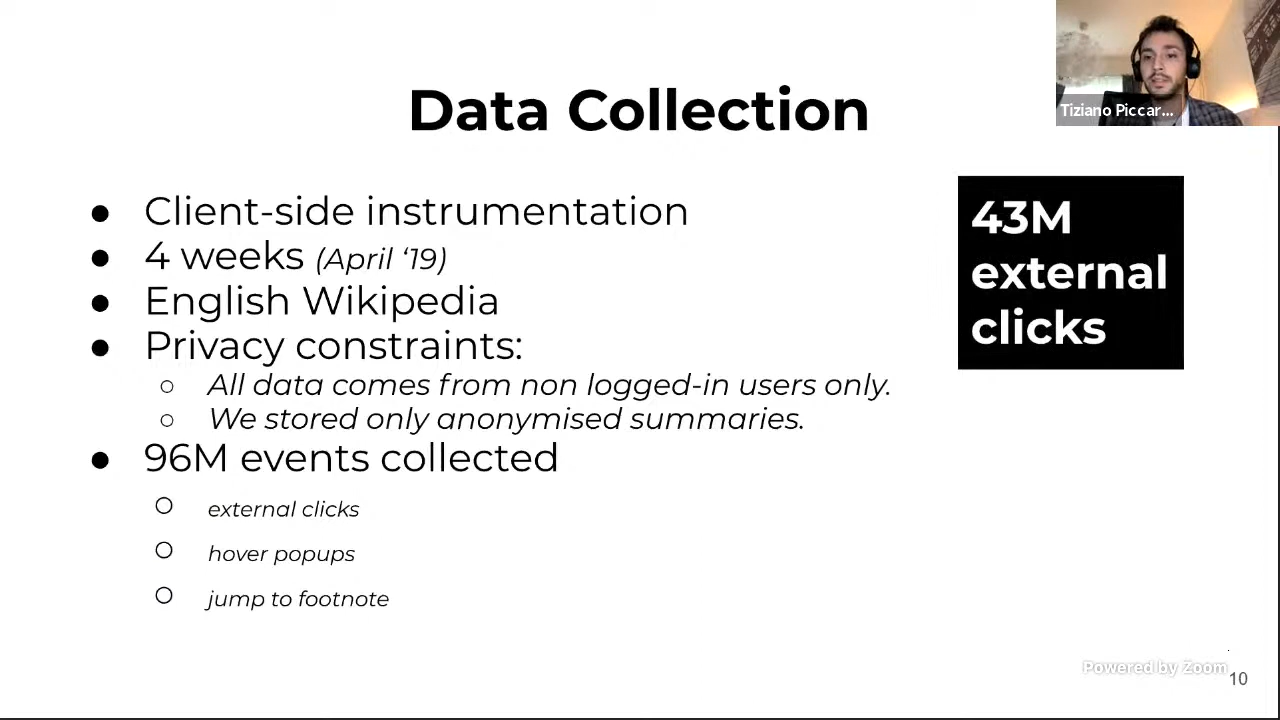 Data Collection
Tiziano Piccar...
● Client-side instrumentation
● 4 weeks (April ‘19)
● English Wikipedia
● Privacy constraints:
○ All data comes from non logged-in users only.
○ We stored only anonymised summaries.
● 96M events collected
○ external clicks
○ hover popups
○ jump to footnote
43M
external
clicks
Powered by Zoom
10